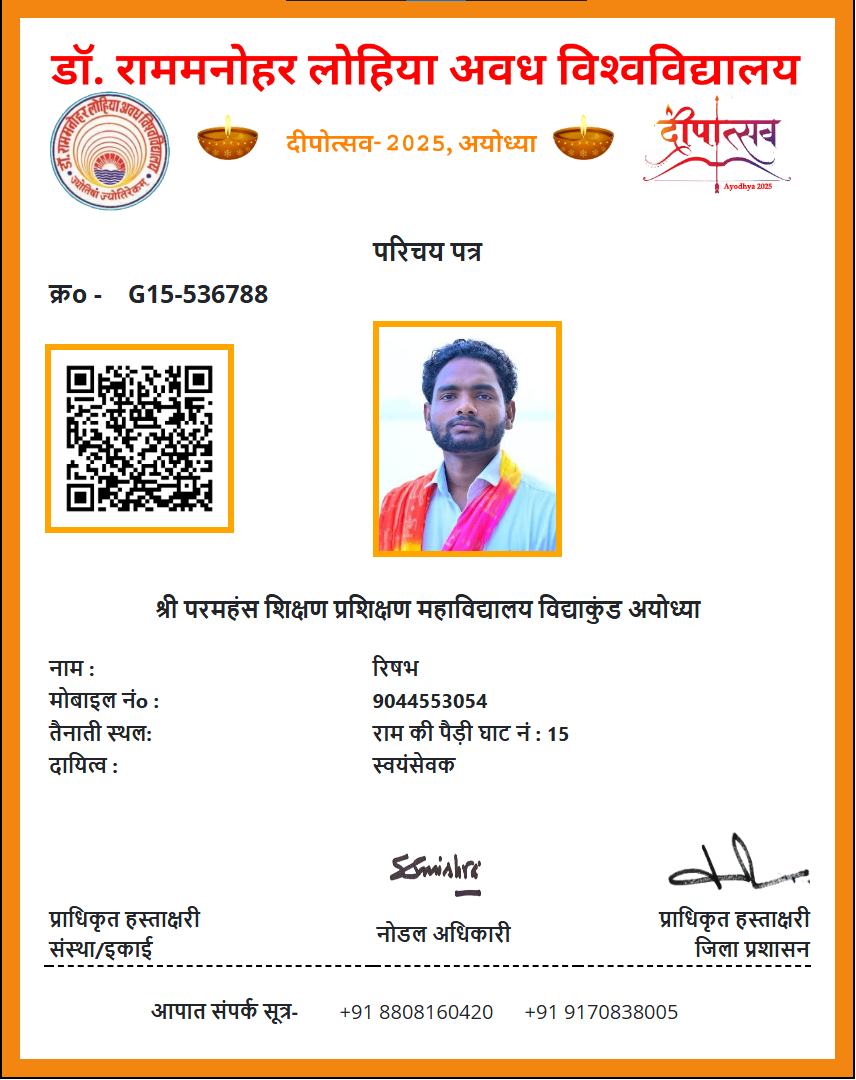 डॉ. राममनोहर लोहिया अवध विश्वविद्यालय
डॉ. राममनोहर लोहिया अवध विश्वविद्यालय
ज्योतिषां ज्योतिरेकम्
दीपोत्सव- 2025, अयोध्या
दीपोत्सव
Ayodhya 2025
परिचय पत्र
क्र० - G15-536788
श्री परमहंस शिक्षण प्रशिक्षण महाविद्यालय विद्याकुंड अयोध्या
नाम : रिषभ
मोबाइल नं० : 9044553054
तैनाती स्थल: राम की पैड़ी घाट नं : 15
दायित्व : स्वयंसेवक
प्राधिकृत हस्ताक्षरी
संस्था/इकाई
नोडल अधिकारी
प्राधिकृत हस्ताक्षरी
जिला प्रशासन
आपात संपर्क सूत्र- +91 8808160420 +91 9170838005